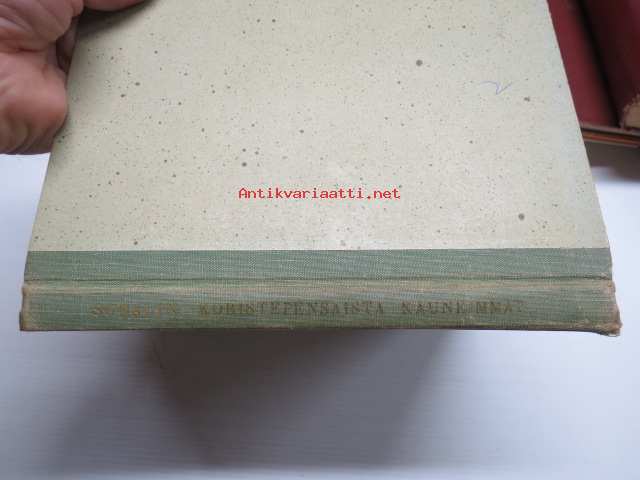 Antikvariaatti.net
KORISTEPENSAISTA KAUNEIMMAT